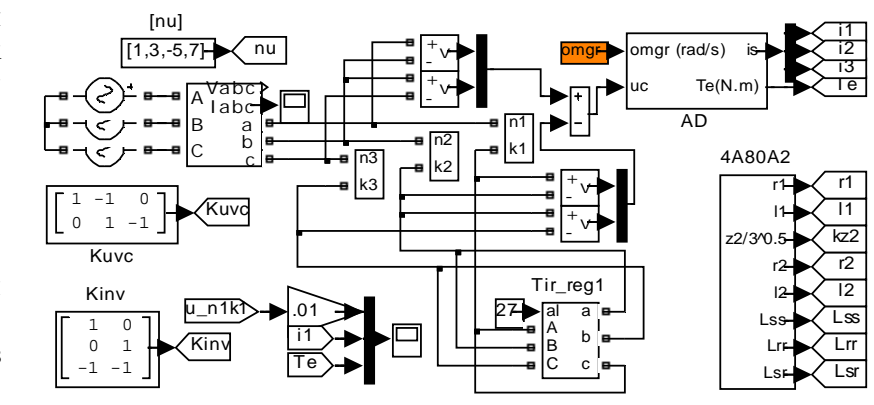 [nu]
[1,3,-5,7]
nu
A
B
C
Vabc
Iabc
a
b
c
+
v
-
+
v
-
n1
k1
n2
k2
n3
k3
+
-
omgr
omgr (rad/s)
uc
is
Te(N.m)
AD
i1
i2
i3
Te
1 -1 0
0 1 -1
Kuvc
Kuvc
+
v
-
+
v
-
4A80A2
r1
l1
z2/3^0.5
r2
l2
Lss
Lrr
Lsr
r1
l1
kz2
r2
l2
Lss
Lrr
Lsr
Kinv
1 0
0 1
-1 -1
Kinv
u_n1k1
.01
i1
Te
Tir_reg1
27
al
A
B
C
a
b
c